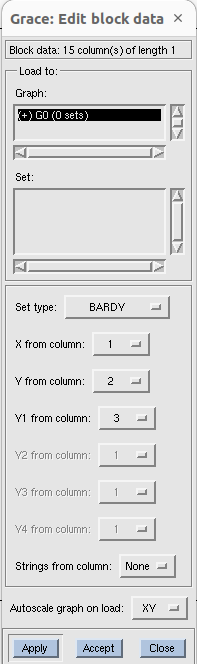 Grace: Edit block data ×
Block data: 15 column(s) of length 1
Load to:
Graph:
(+) G0 (0 sets)
Set:
Set type: BARDY
X from column: 1
Y from column: 2
Y1 from column: 3
Y2 from column: 1
Y3 from column: 1
Y4 from column: 1
Strings from column: None
Autoscale graph on load: XY
Apply Accept Close